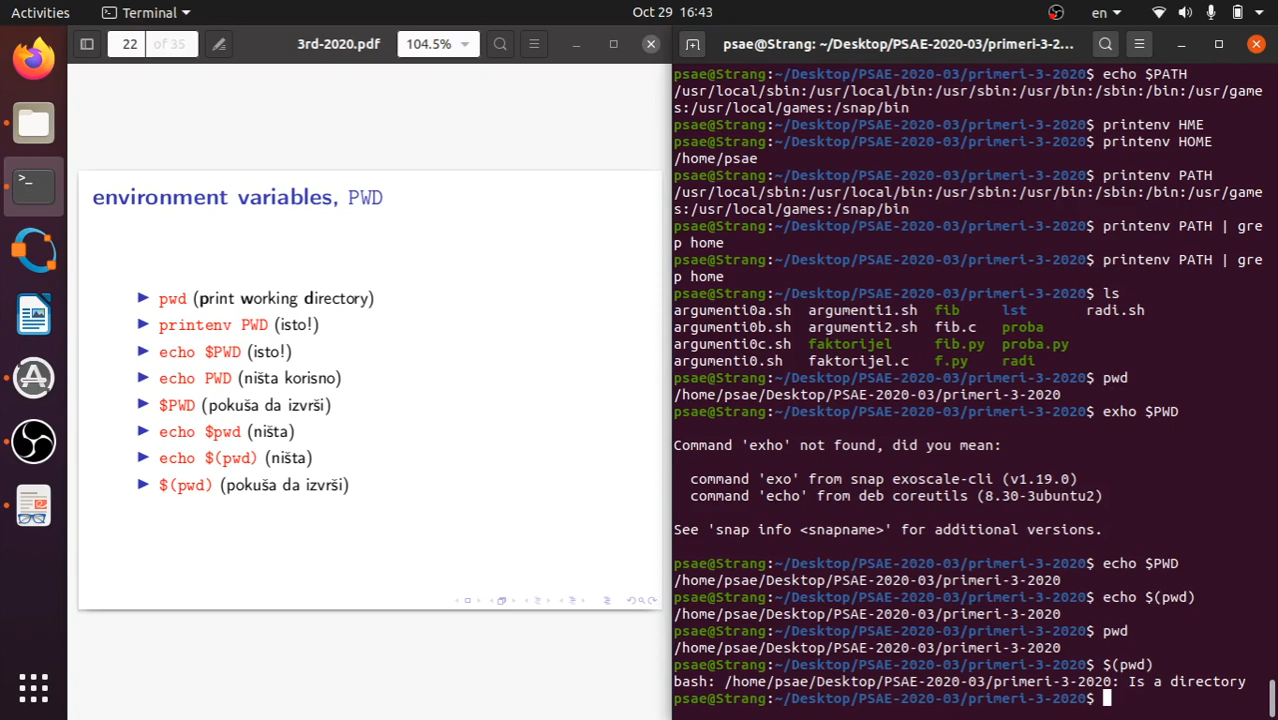 Activities
Terminal
Oct 29 16:43
en
22
of 35
3rd-2020.pdf
104.5%
environment variables, PWD
pwd (print working directory)
printenv PWD (isto!)
echo $PWD (isto!)
echo PWD (ništa korisno)
$PWD (pokuša da izvrši)
echo $pwd (ništa)
echo $(pwd) (ništa)
$(pwd) (pokuša da izvrši)
psae@Strang: ~/Desktop/PSAE-2020-03/primeri-3-2...
psae@Strang:~/Desktop/PSAE-2020-03/primeri-3-2020$ echo $PATH
/usr/local/sbin:/usr/local/bin:/usr/sbin:/usr/bin:/sbin:/bin:/usr/game
s:/usr/local/games:/snap/bin
psae@Strang:~/Desktop/PSAE-2020-03/primeri-3-2020$ printenv HME
psae@Strang:~/Desktop/PSAE-2020-03/primeri-3-2020$ printenv HOME
/home/psae
psae@Strang:~/Desktop/PSAE-2020-03/primeri-3-2020$ printenv PATH
/usr/local/sbin:/usr/local/bin:/usr/sbin:/usr/bin:/sbin:/bin:/usr/game
s:/usr/local/games:/snap/bin
psae@Strang:~/Desktop/PSAE-2020-03/primeri-3-2020$ printenv PATH | gre
p home
psae@Strang:~/Desktop/PSAE-2020-03/primeri-3-2020$ printenv PATH | gre
p home
psae@Strang:~/Desktop/PSAE-2020-03/primeri-3-2020$ ls
argumenti0a.sh argumenti1.sh fib lst radi.sh
argumenti0b.sh argumenti2.sh fib.c proba
argumenti0c.sh faktorijel fib.py proba.py
argumenti0.sh faktorijel.c f.py radi
psae@Strang:~/Desktop/PSAE-2020-03/primeri-3-2020$ pwd
/home/psae/Desktop/PSAE-2020-03/primeri-3-2020
psae@Strang:~/Desktop/PSAE-2020-03/primeri-3-2020$ exho $PWD
Command 'exho' not found, did you mean:
command 'exo' from snap exoscale-cli (v1.19.0)
command 'echo' from deb coreutils (8.30-3ubuntu2)
See 'snap info <snapname>' for additional versions.
psae@Strang:~/Desktop/PSAE-2020-03/primeri-3-2020$ echo $PWD
/home/psae/Desktop/PSAE-2020-03/primeri-3-2020
psae@Strang:~/Desktop/PSAE-2020-03/primeri-3-2020$ echo $(pwd)
/home/psae/Desktop/PSAE-2020-03/primeri-3-2020
psae@Strang:~/Desktop/PSAE-2020-03/primeri-3-2020$ pwd
/home/psae/Desktop/PSAE-2020-03/primeri-3-2020
psae@Strang:~/Desktop/PSAE-2020-03/primeri-3-2020$ $(pwd)
bash: /home/psae/Desktop/PSAE-2020-03/primeri-3-2020: Is a directory
psae@Strang:~/Desktop/PSAE-2020-03/primeri-3-2020$